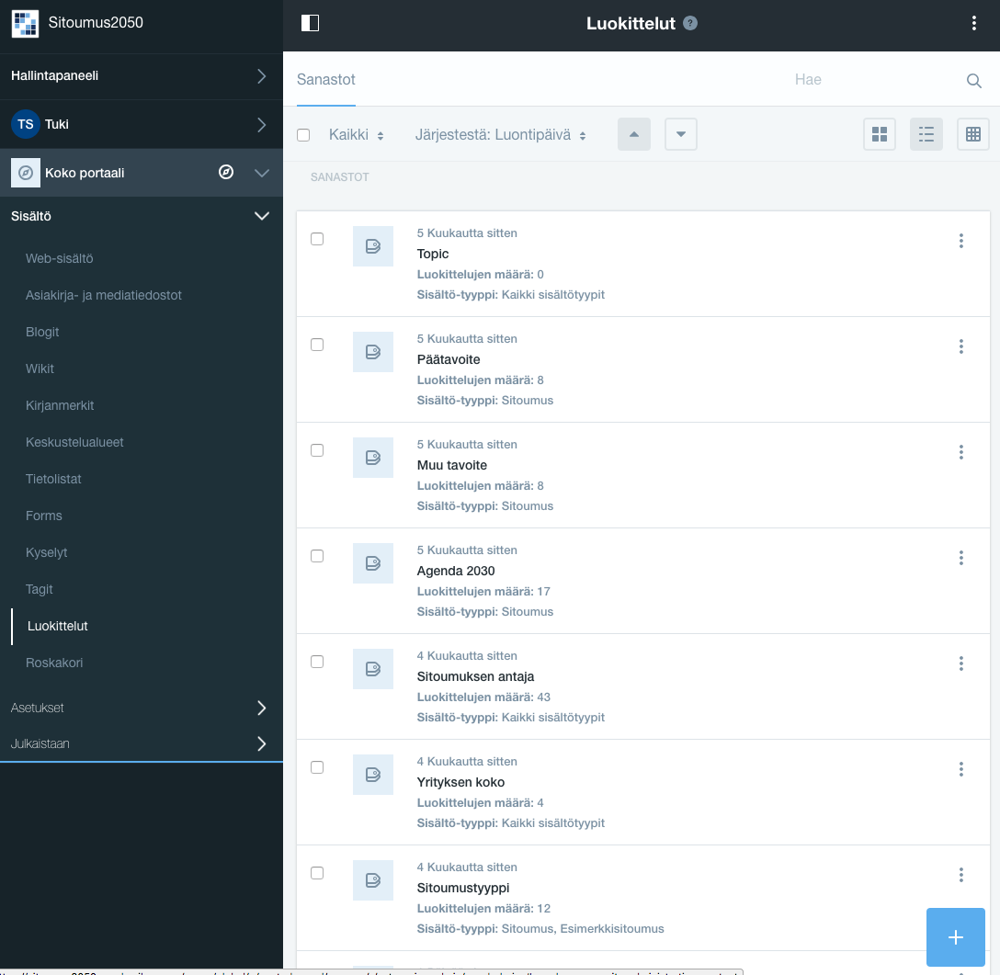 Sitoumus2050
Hallintapaneeli
TS Tuki
Koko portaali
Sisältö
Web-sisältö
Asiakirja- ja mediatiedostot
Blogit
Wikit
Kirjanmerkit
Keskustelualueet
Tietolistat
Forms
Kyselyt
Tagit
Luokittelut
Roskakori
Asetukset
Julkaistaan
Luokittelut ?
Sanastot
Hae
Kaikki
Järjestestä: Luontipäivä
SANASTOT
5 Kuukautta sitten
Topic
Luokittelujen määrä: 0
Sisältö-tyyppi: Kaikki sisältötyypit
5 Kuukautta sitten
Päätavoite
Luokittelujen määrä: 8
Sisältö-tyyppi: Sitoumus
5 Kuukautta sitten
Muu tavoite
Luokittelujen määrä: 8
Sisältö-tyyppi: Sitoumus
5 Kuukautta sitten
Agenda 2030
Luokittelujen määrä: 17
Sisältö-tyyppi: Sitoumus
4 Kuukautta sitten
Sitoumuksen antaja
Luokittelujen määrä: 43
Sisältö-tyyppi: Kaikki sisältötyypit
4 Kuukautta sitten
Yrityksen koko
Luokittelujen määrä: 4
Sisältö-tyyppi: Kaikki sisältötyypit
4 Kuukautta sitten
Sitoumustyyppi
Luokittelujen määrä: 12
Sisältö-tyyppi: Sitoumus, Esimerkkisitoumus